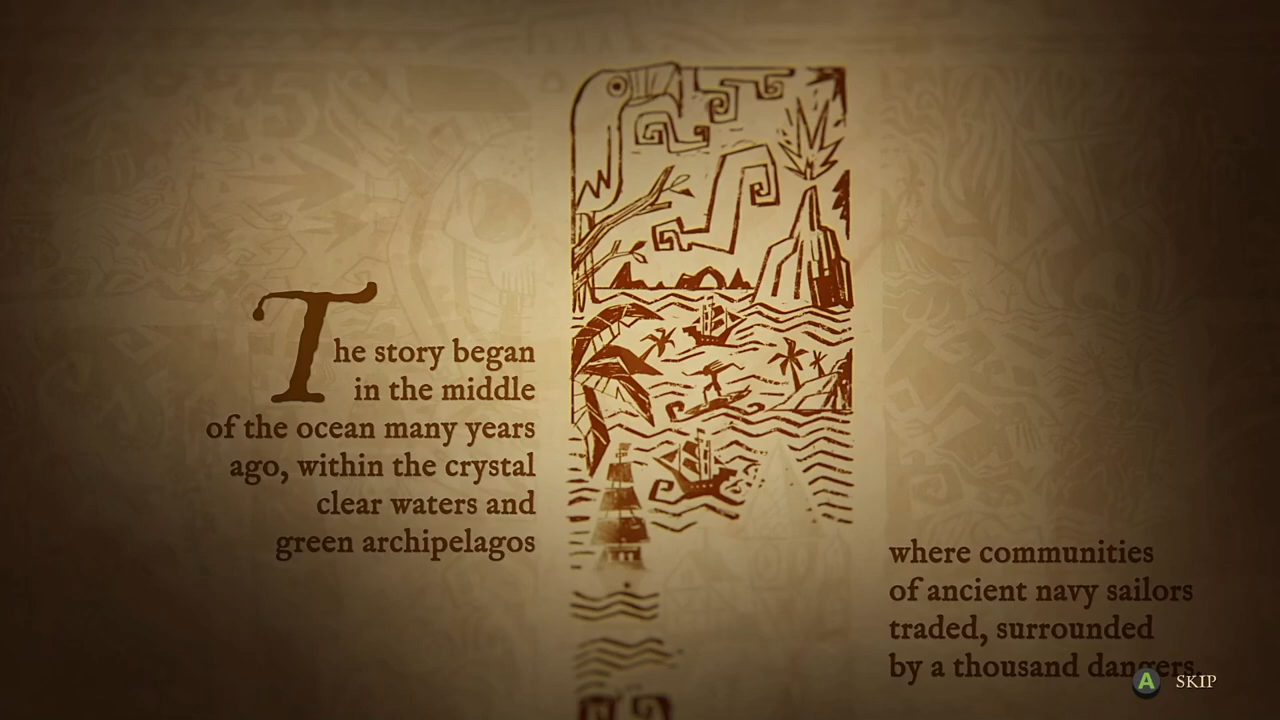 The story began
in the middle
of the ocean many years
ago, within the crystal
clear waters and
green archipelagos
where communities
of ancient navy sailors
traded, surrounded
by a thousand dangers.
A SKIP